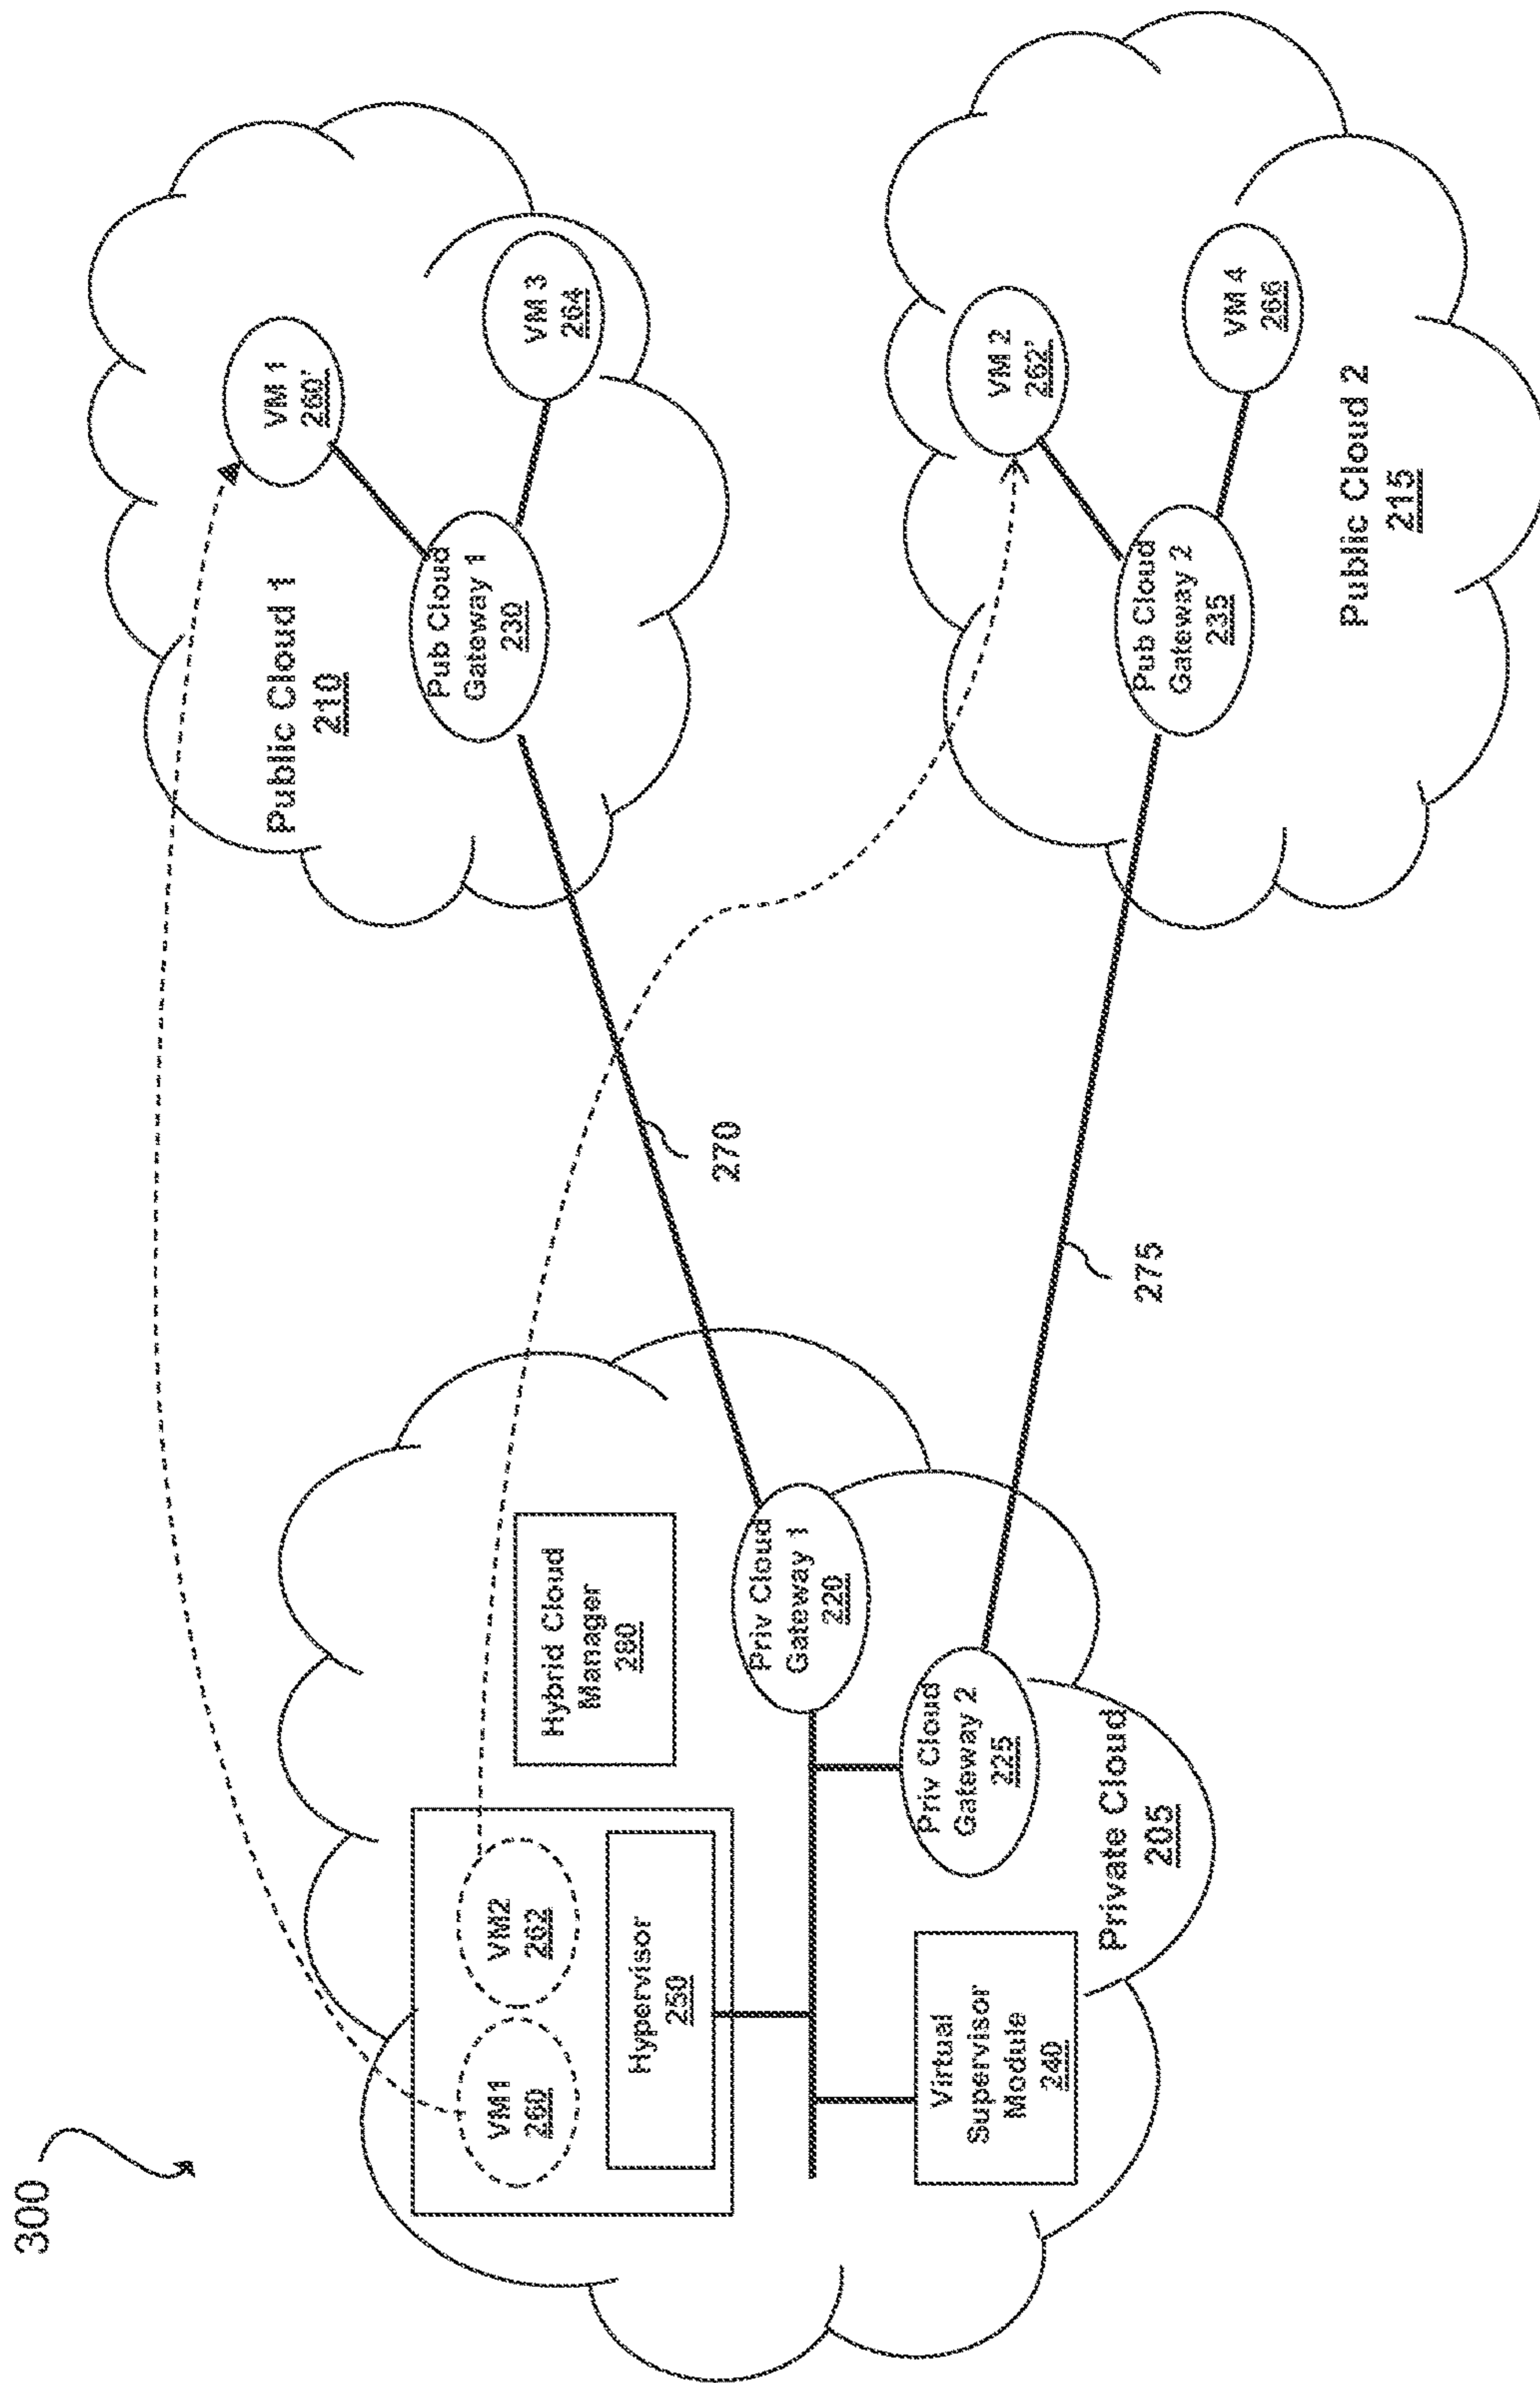 300
VM1
260
VM2
262
Hypervisor
250
Hybrid Cloud
Manager
280
Virtual
Supervisor
Module
240
Priv Cloud
Gateway 1
220
Priv Cloud
Gateway 2
225
Private Cloud
205
270
275
Public Cloud 1
210
Pub Cloud
Gateway 1
230
VM 1
260'
VM 3
264
Pub Cloud
Gateway 2
235
VM 2
262'
VM 4
266
Public Cloud 2
215